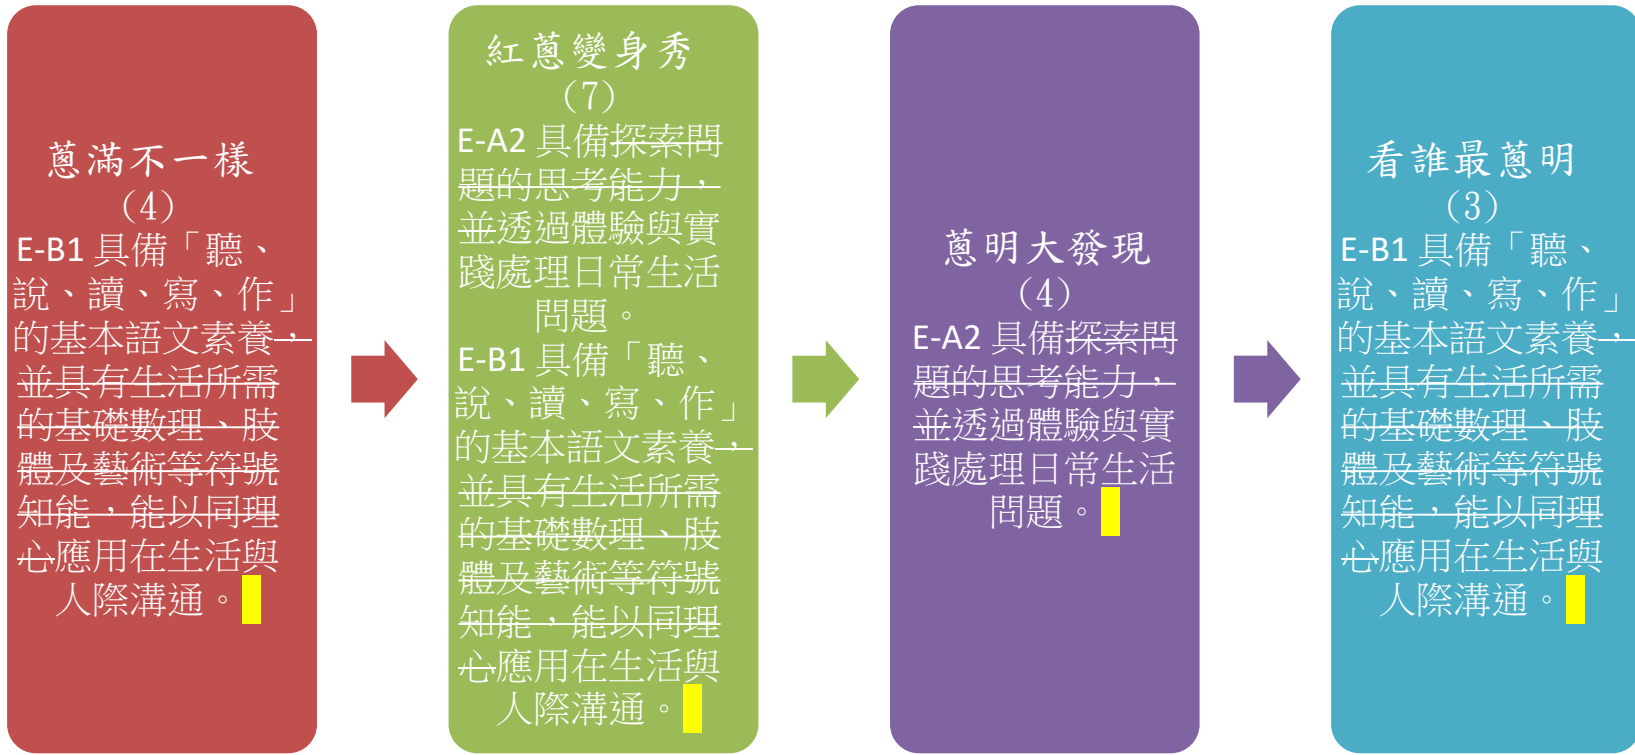 蔥滿不一樣
（4）
E-B1 具備「聽、
說、讀、寫、作」
的基本語文素養，
並具有生活所需
的基礎數理、肢
體及藝術等符號
知能，能以同理
心應用在生活與
人際溝通。
紅蔥變身秀
（7）
E-A2 具備探索問
題的思考能力，
並透過體驗與實
踐處理日常生活
問題。
E-B1 具備「聽、
說、讀、寫、作」
的基本語文素養，
並具有生活所需
的基礎數理、肢
體及藝術等符號
知能，能以同理
心應用在生活與
人際溝通。
蔥明大發現
（4）
E-A2 具備探索問
題的思考能力，
並透過體驗與實
踐處理日常生活
問題。
看誰最蔥明
（3）
E-B1 具備「聽、
說、讀、寫、作」
的基本語文素養，
並具有生活所需
的基礎數理、肢
體及藝術等符號
知能，能以同理
心應用在生活與
人際溝通。